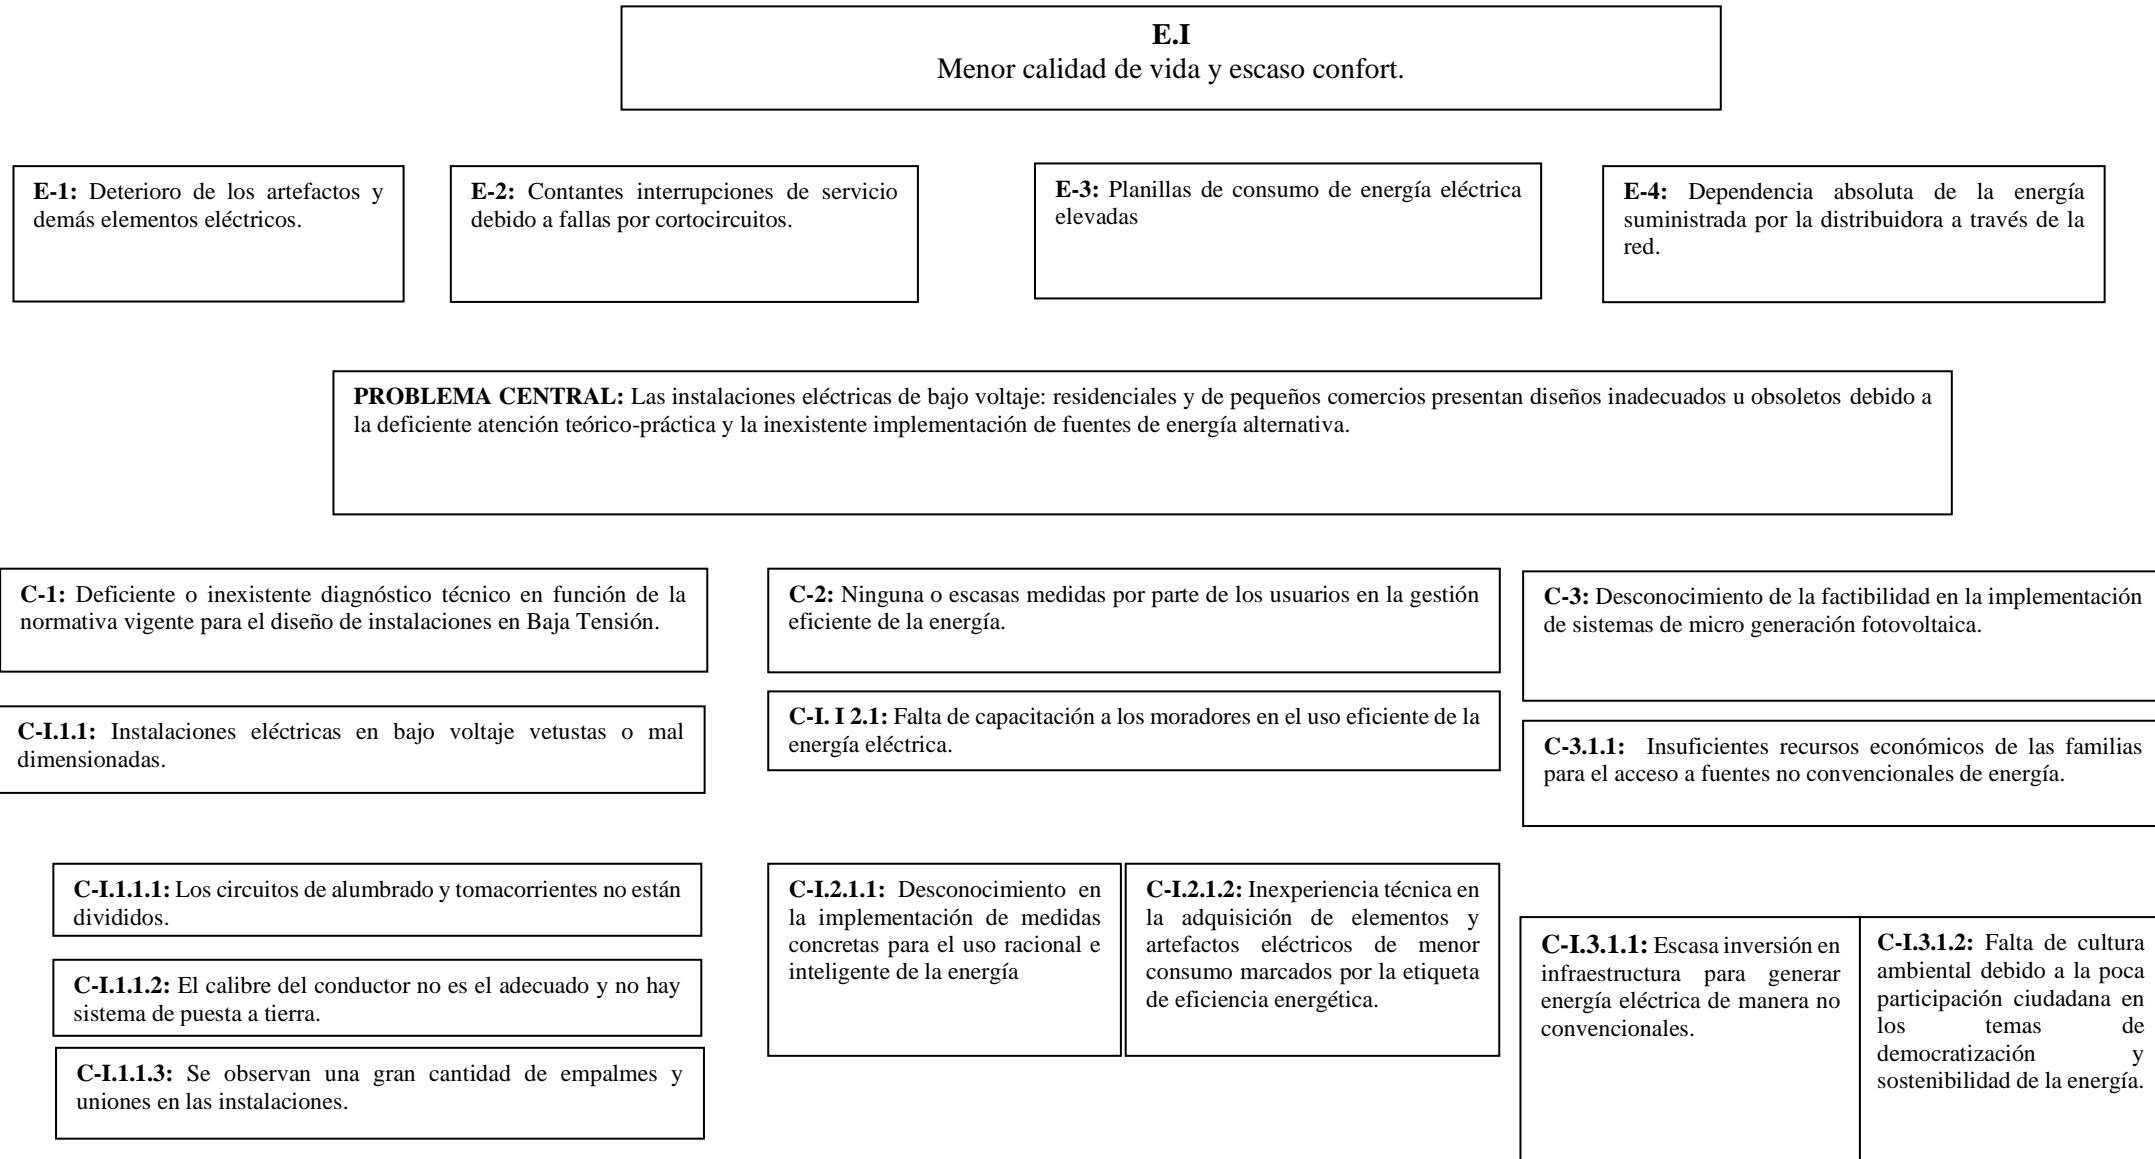 E.I
Menor calidad de vida y escaso confort.
E-1: Deterioro de los artefactos y
demás elementos eléctricos.
E-2: Contantes interrupciones de servicio
debido a fallas por cortocircuitos.
E-3: Planillas de consumo de energía eléctrica
elevadas
E-4: Dependencia absoluta de la energía
suministrada por la distribuidora a través de la
red.
PROBLEMA CENTRAL: Las instalaciones eléctricas de bajo voltaje: residenciales y de pequeños comercios presentan diseños inadecuados u obsoletos debido a
la deficiente atención teórico-práctica y la inexistente implementación de fuentes de energía alternativa.
C-1: Deficiente o inexistente diagnóstico técnico en función de la
normativa vigente para el diseño de instalaciones en Baja Tensión.
C-2: Ninguna o escasas medidas por parte de los usuarios en la gestión
eficiente de la energía.
C-3: Desconocimiento de la factibilidad en la implementación
de sistemas de micro generación fotovoltaica.
C-I.1.1: Instalaciones eléctricas en bajo voltaje vetustas o mal
dimensionadas.
C-I. I 2.1: Falta de capacitación a los moradores en el uso eficiente de la
energía eléctrica.
C-3.1.1: Insuficientes recursos económicos de las familias
para el acceso a fuentes no convencionales de energía.
C-I.1.1.1: Los circuitos de alumbrado y tomacorrientes no están
divididos.
C-I.1.1.2: El calibre del conductor no es el adecuado y no hay
sistema de puesta a tierra.
C-I.1.1.3: Se observan una gran cantidad de empalmes y
uniones en las instalaciones.
C-I.2.1.1: Desconocimiento en
la implementación de medidas
concretas para el uso racional e
inteligente de la energía
C-I.2.1.2: Inexperiencia técnica en
la adquisición de elementos y
artefactos eléctricos de menor
consumo marcados por la etiqueta
de eficiencia energética.
C-I.3.1.1: Escasa inversión en
infraestructura para generar
energía eléctrica de manera no
convencionales.
C-I.3.1.2: Falta de cultura
ambiental debido a la poca
participación ciudadana en
los temas de
democratización y
sostenibilidad de la energía.